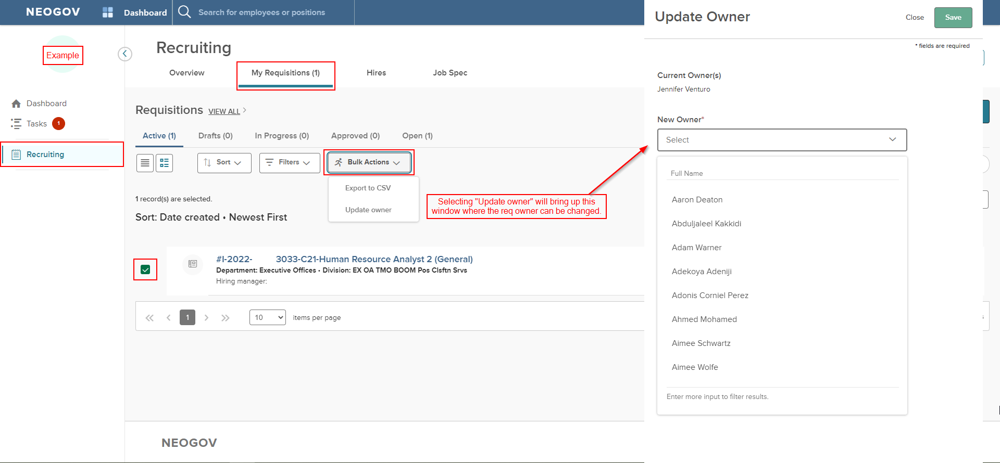 NEOGOV
Dashboard
Search for employees or positions
Example
Dashboard
Tasks
1
Recruiting
Recruiting
Overview
My Requisitions (1)
Hires
Job Spec
Requisitions VIEW ALL
Active (1)
Drafts (0)
In Progress (0)
Approved (0)
Open (1)
Sort
Filters
Bulk Actions
Export to CSV
Update owner
1 record(s) are selected.
Sort: Date created • Newest First
Selecting "Update owner" will bring up this
window where the req owner can be changed.
#I-2022- 3033-C21-Human Resource Analyst 2 (General)
Department: Executive Offices • Division: EX OA TMO BOOM Pos Clsftn Srvs
Hiring manager:
1
10
items per page
NEOGOV
Update Owner
Close
Save
* fields are required
Current Owner(s)
Jennifer Venturo
New Owner*
Select
Full Name
Aaron Deaton
Abduljaleel Kakkidi
Adam Warner
Adekoya Adeniji
Adonis Corniel Perez
Ahmed Mohamed
Aimee Schwartz
Aimee Wolfe
Enter more input to filter results.